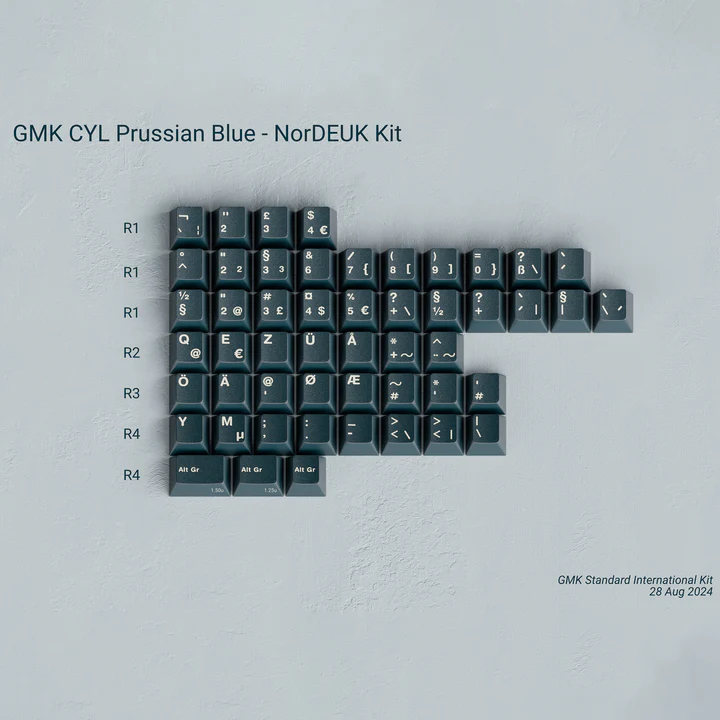 GMK CYL Prussian Blue - NorDEUK Kit
R1 ¬ ` ¦ " 2 £ 3 $ 4 €
R1 ° ^ " 2 ² § 3 ³ & 6 / 7 { ( 8 [ ) 9 ] = 0 } ? ß \ ` ´
R1 ½ § " 2 @ # 3 £ ¤ 4 $ % 5 € ? + \ § ½ ? + ` ´ | § | ` ´
R2 Q @ E € Z Ü Å * + ~ ^ ¨ ~
R3 Ö Ä @ ' Ø Æ ~ # * ' ' #
R4 Y M µ ; , : . _ - > < \ > < | | \
R4 Alt Gr 1.50u Alt Gr 1.25u Alt Gr
GMK Standard International Kit
28 Aug 2024